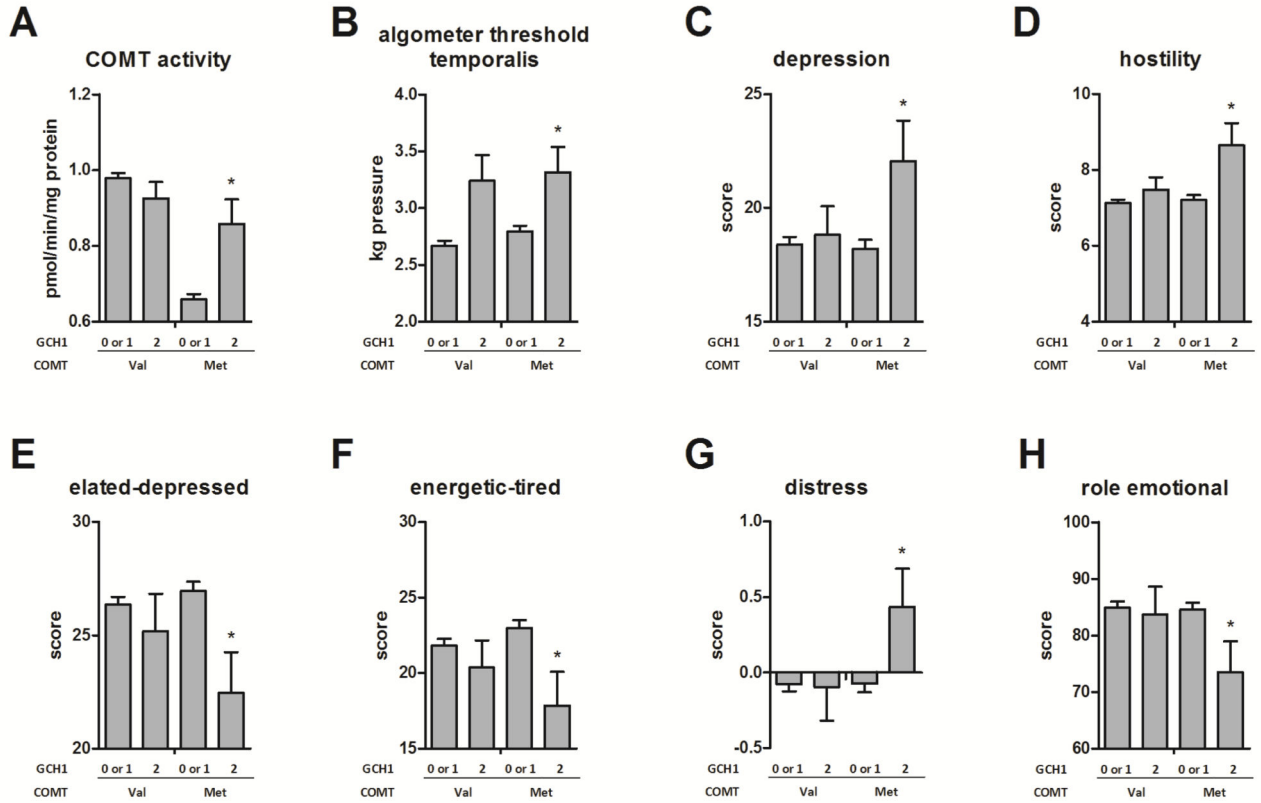 A
COMT activity
pmol/min/mg protein
1.2
1.0
0.8
0.6
*
GCH1 0 or 1 2 0 or 1 2
COMT Val Met
B
algometer threshold
temporalis
kg pressure
4.0
3.5
3.0
2.5
2.0
*
GCH1 0 or 1 2 0 or 1 2
COMT Val Met
C
depression
score
25
20
15
*
GCH1 0 or 1 2 0 or 1 2
COMT Val Met
D
hostility
score
10
8
6
4
*
GCH1 0 or 1 2 0 or 1 2
COMT Val Met
E
elated-depressed
score
30
25
20
*
GCH1 0 or 1 2 0 or 1 2
COMT Val Met
F
energetic-tired
score
30
25
20
15
*
GCH1 0 or 1 2 0 or 1 2
COMT Val Met
G
distress
score
1.0
0.5
0.0
-0.5
*
GCH1 0 or 1 2 0 or 1 2
COMT Val Met
H
role emotional
score
100
90
80
70
60
*
GCH1 0 or 1 2 0 or 1 2
COMT Val Met